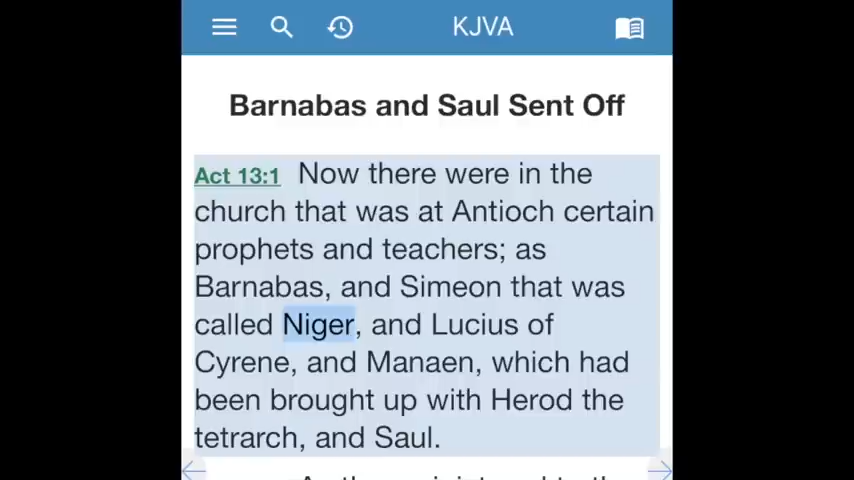 KJVA
Barnabas and Saul Sent Off
Act 13:1 Now there were in the
church that was at Antioch certain
prophets and teachers; as
Barnabas, and Simeon that was
called Niger, and Lucius of
Cyrene, and Manaen, which had
been brought up with Herod the
tetrarch, and Saul.